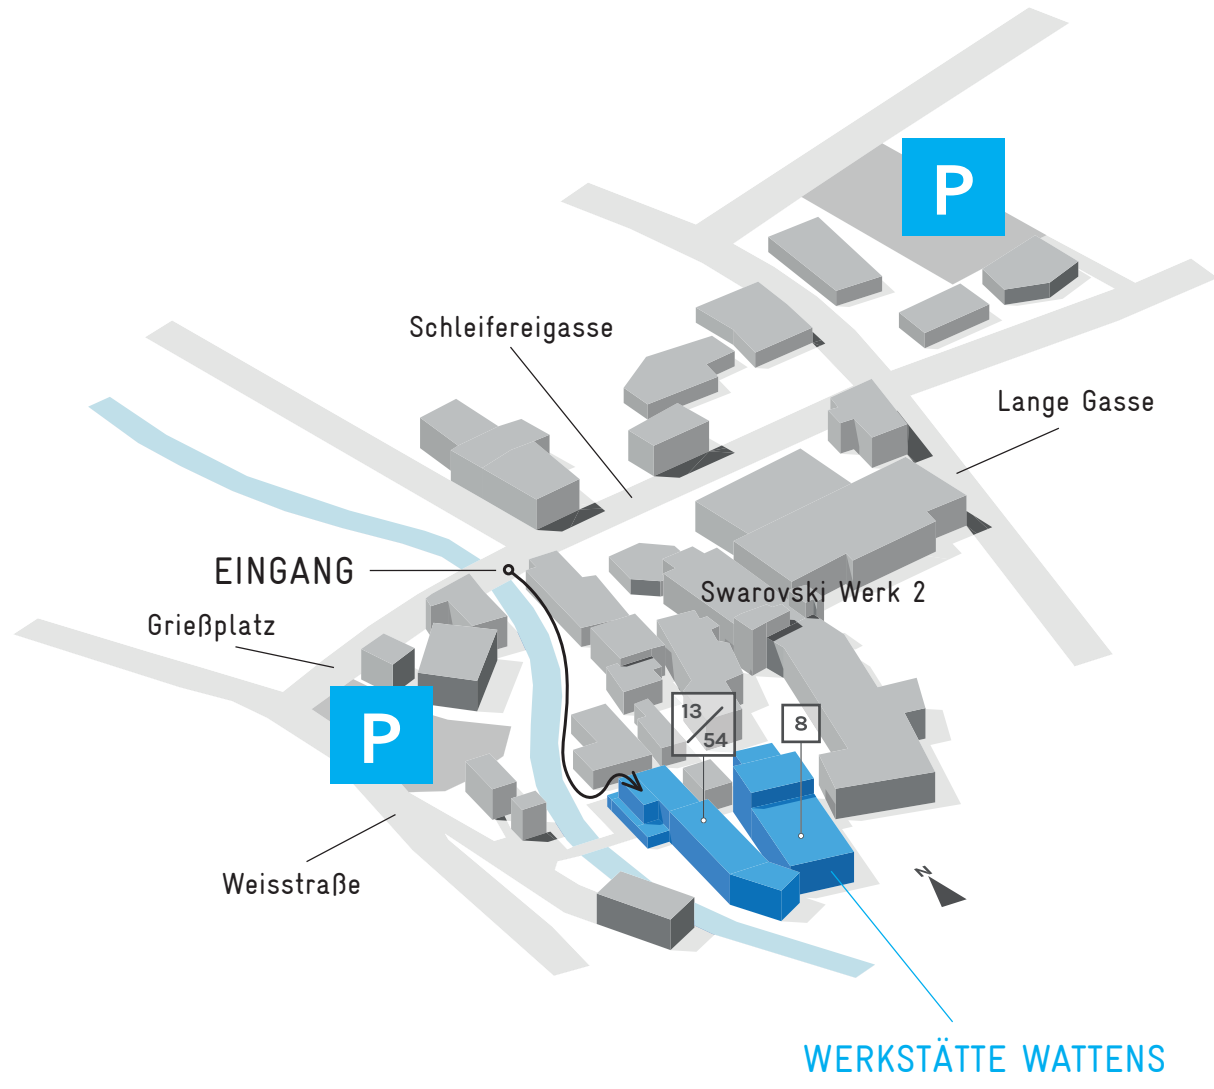 P
Schleifereigasse
Lange Gasse
EINGANG
Swarovski Werk 2
Grießplatz
P
13/54
8
Weisstraße
N
WERKSTÄTTE WATTENS